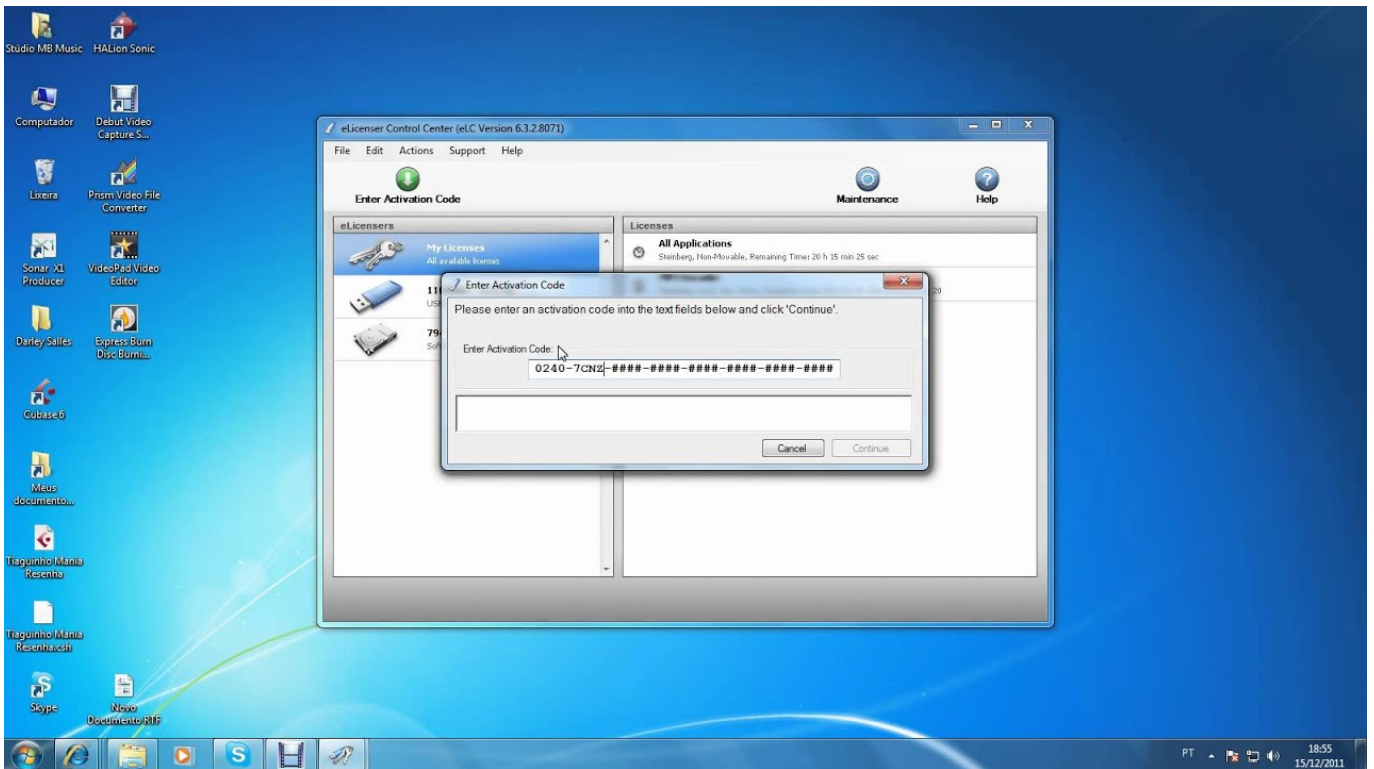 Stúdio MB Music
HALion Sonic
Computador
Debut Video
Capture S...
Lixeira
Prism Video File
Converter
Sonar X1
Producer
VideoPad Video
Editor
Darley Salles
Express Burn
Disc Burni...
Cubase 6
Meus
documento...
Tiaguinho Mania
Resenha
Tiaguinho Mania
Resenha.csh
Skype
Novo
Documento RTF
eLicenser Control Center (eLC Version 6.3.2.8071)
File Edit Actions Support Help
Enter Activation Code
Maintenance
Help
eLicensers
My Licenses
All available licenses
Licenses
All Applications
Steinberg, Non-Movable, Remaining Time: 20 h 15 min 25 sec
Enter Activation Code
Please enter an activation code into the text fields below and click 'Continue'.
Enter Activation Code:
0240-7CNZ-####-####-####-####-####-####
Cancel
Continue
PT
18:55
15/12/2011